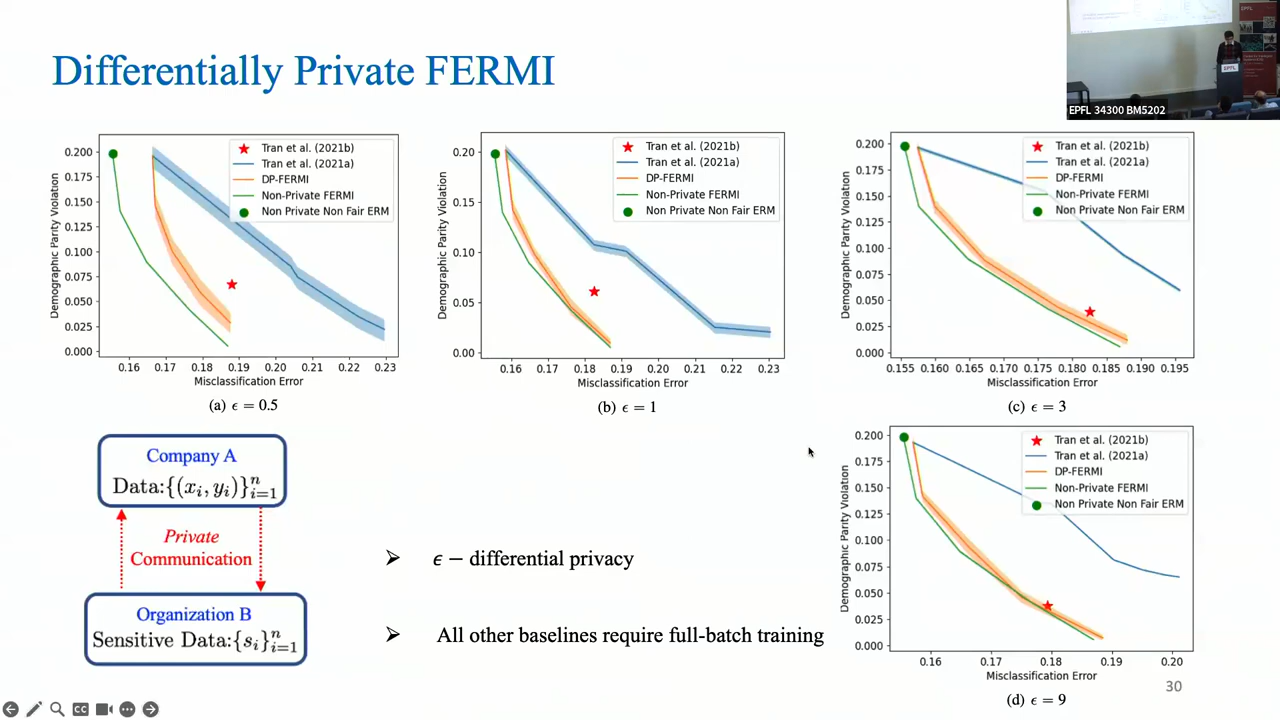 Differentially Private FERMI
EPFL
EPFL 34300 BM5202
Demographic Parity Violation
0.200
0.175
0.150
0.125
0.100
0.075
0.050
0.025
0.000
Tran et al. (2021b)
Tran et al. (2021a)
DP-FERMI
Non-Private FERMI
Non Private Non Fair ERM
0.16 0.17 0.18 0.19 0.20 0.21 0.22 0.23
Misclassification Error
(a) ϵ = 0.5
Demographic Parity Violation
0.20
0.15
0.10
0.05
0.00
Tran et al. (2021b)
Tran et al. (2021a)
DP-FERMI
Non-Private FERMI
Non Private Non Fair ERM
0.16 0.17 0.18 0.19 0.20 0.21 0.22 0.23
Misclassification Error
(b) ϵ = 1
Demographic Parity Violation
0.200
0.175
0.150
0.125
0.100
0.075
0.050
0.025
0.000
Tran et al. (2021b)
Tran et al. (2021a)
DP-FERMI
Non-Private FERMI
Non Private Non Fair ERM
0.155 0.160 0.165 0.170 0.175 0.180 0.185 0.190 0.195
Misclassification Error
(c) ϵ = 3
Company A
Data:{(xᵢ, yᵢ)}ⁿᵢ₌₁
Private
Communication
Organization B
Sensitive Data:{sᵢ}ⁿᵢ₌₁
➢ ϵ − differential privacy
➢ All other baselines require full-batch training
Demographic Parity Violation
0.200
0.175
0.150
0.125
0.100
0.075
0.050
0.025
0.000
Tran et al. (2021b)
Tran et al. (2021a)
DP-FERMI
Non-Private FERMI
Non Private Non Fair ERM
0.16 0.17 0.18 0.19 0.20
Misclassification Error
(d) ϵ = 9
30
CC